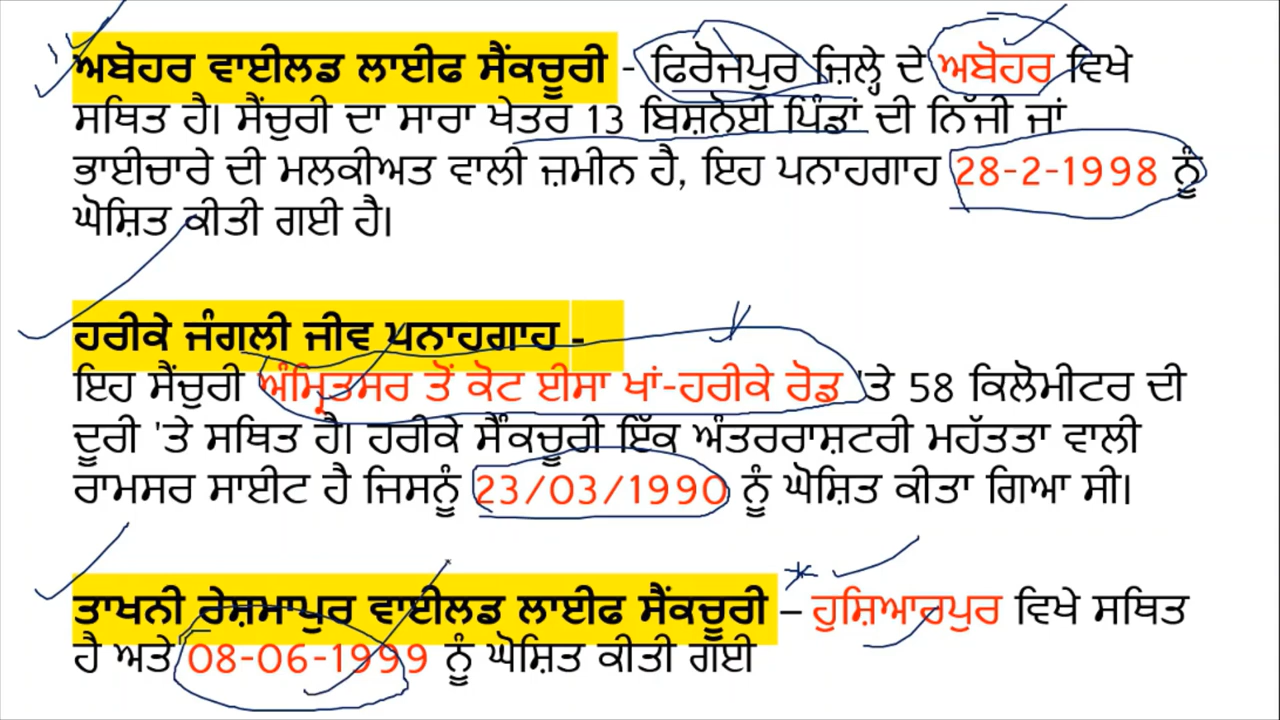 ਅਬੋਹਰ ਵਾਈਲਡ ਲਾਈਫ ਸੈਂਕਚੂਰੀ - ਫਿਰੋਜਪੁਰ ਜ਼ਿਲ੍ਹੇ ਦੇ ਅਬੋਹਰ ਵਿਖੇ
ਸਥਿਤ ਹੈ। ਸੈਂਚੁਰੀ ਦਾ ਸਾਰਾ ਖੇਤਰ 13 ਬਿਸ਼ਨੋਈ ਪਿੰਡਾਂ ਦੀ ਨਿੱਜੀ ਜਾਂ
ਭਾਈਚਾਰੇ ਦੀ ਮਲਕੀਅਤ ਵਾਲੀ ਜ਼ਮੀਨ ਹੈ, ਇਹ ਪਨਾਹਗਾਹ 28-2-1998 ਨੂੰ
ਘੋਸ਼ਿਤ ਕੀਤੀ ਗਈ ਹੈ।
ਹਰੀਕੇ ਜੰਗਲੀ ਜੀਵ ਪਨਾਹਗਾਹ -
ਇਹ ਸੈਂਚੁਰੀ ਅੰਮ੍ਰਿਤਸਰ ਤੋਂ ਕੋਟ ਈਸਾ ਖਾਂ-ਹਰੀਕੇ ਰੋਡ 'ਤੇ 58 ਕਿਲੋਮੀਟਰ ਦੀ
ਦੂਰੀ 'ਤੇ ਸਥਿਤ ਹੈ। ਹਰੀਕੇ ਸੈਂਕਚੂਰੀ ਇੱਕ ਅੰਤਰਰਾਸ਼ਟਰੀ ਮਹੱਤਤਾ ਵਾਲੀ
ਰਾਮਸਰ ਸਾਈਟ ਹੈ ਜਿਸਨੂੰ 23/03/1990 ਨੂੰ ਘੋਸ਼ਿਤ ਕੀਤਾ ਗਿਆ ਸੀ।
ਤਾਖਨੀ ਰੇਸ਼ਮਾਪੁਰ ਵਾਈਲਡ ਲਾਈਫ ਸੈਂਕਚੂਰੀ – ਹੁਸ਼ਿਆਰਪੁਰ ਵਿਖੇ ਸਥਿਤ
ਹੈ ਅਤੇ 08-06-1999 ਨੂੰ ਘੋਸ਼ਿਤ ਕੀਤੀ ਗਈ